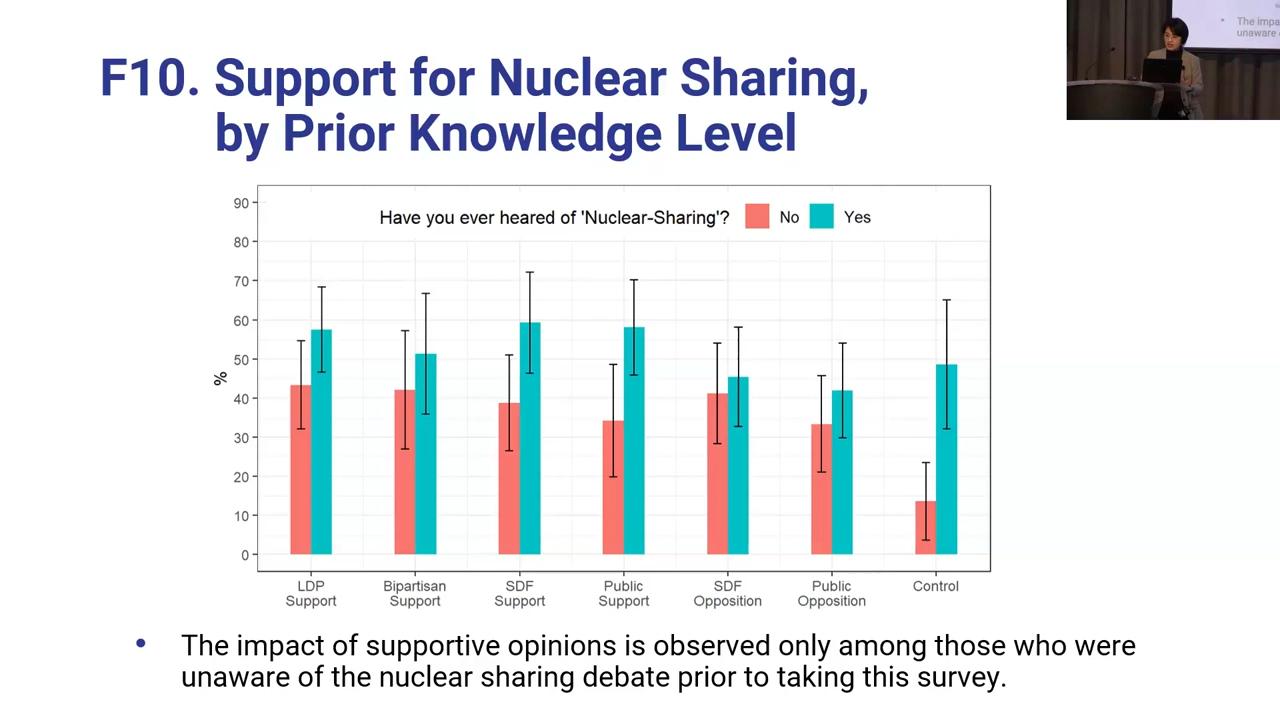 F10. Support for Nuclear Sharing,
by Prior Knowledge Level
The impa
unaware
Have you ever heared of 'Nuclear-Sharing'? No Yes
%
90
80
70
60
50
40
30
20
10
0
LDP Support
Bipartisan Support
SDF Support
Public Support
SDF Opposition
Public Opposition
Control
• The impact of supportive opinions is observed only among those who were
unaware of the nuclear sharing debate prior to taking this survey.